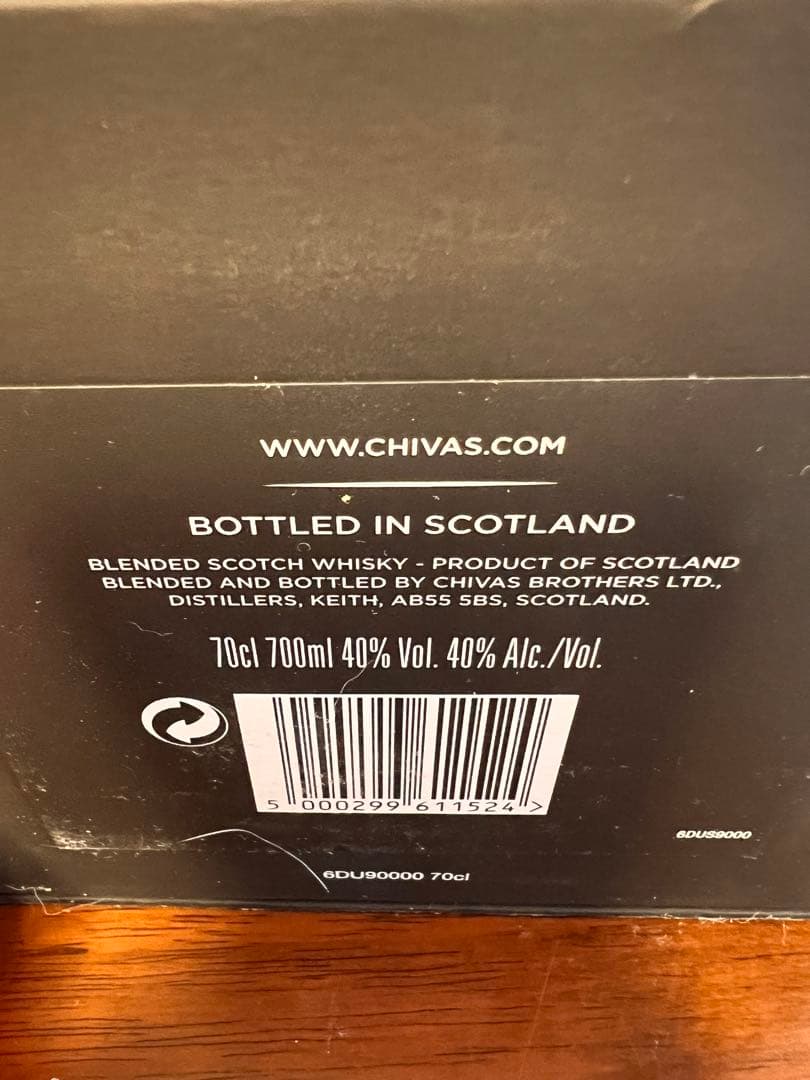 WWW.CHIVAS.COM
BOTTLED IN SCOTLAND
BLENDED SCOTCH WHISKY - PRODUCT OF SCOTLAND
BLENDED AND BOTTLED BY CHIVAS BROTHERS LTD.,
DISTILLERS, KEITH, AB55 5BS, SCOTLAND.
70cl 700ml 40% Vol. 40% Alc./Vol.
5 000299 611524 >
6DUS9000
6DU90000 70cl